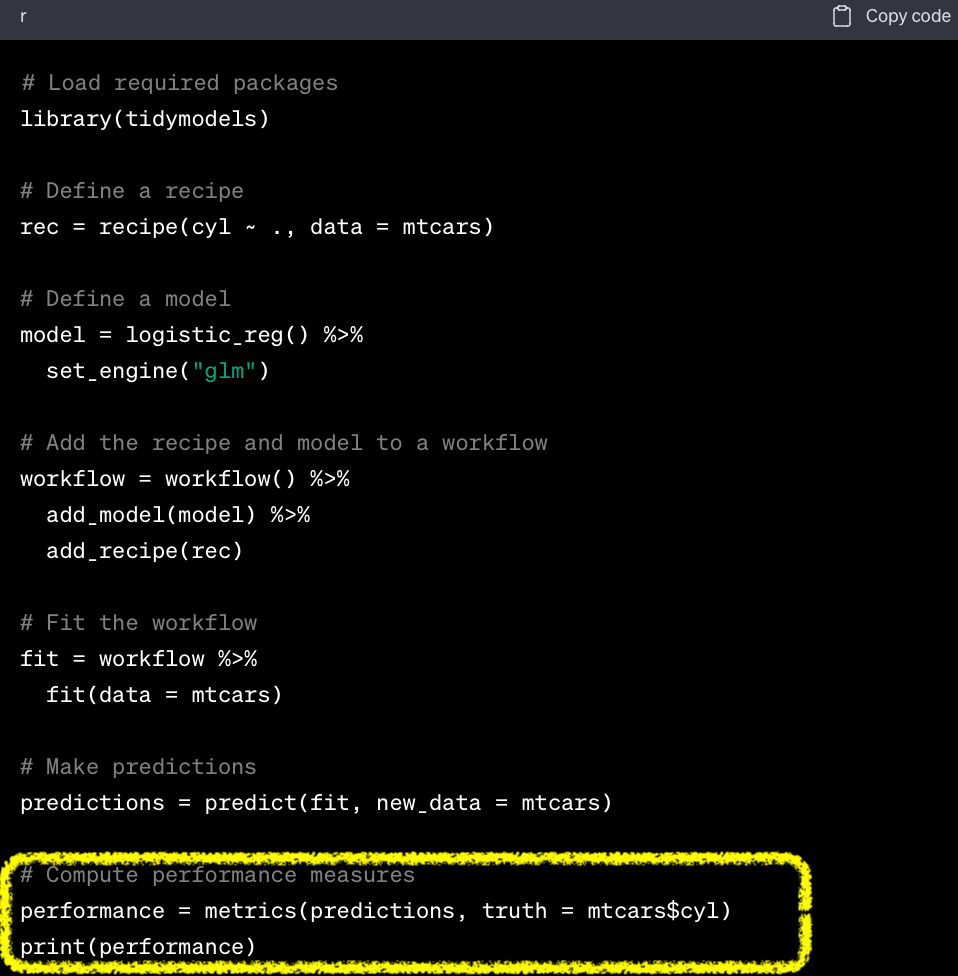 r
Copy code
# Load required packages
library(tidymodels)
# Define a recipe
rec = recipe(cyl ~ ., data = mtcars)
# Define a model
model = logistic_reg() %>%
  set_engine("glm")
# Add the recipe and model to a workflow
workflow = workflow() %>%
  add_model(model) %>%
  add_recipe(rec)
# Fit the workflow
fit = workflow %>%
  fit(data = mtcars)
# Make predictions
predictions = predict(fit, new_data = mtcars)
# Compute performance measures
performance = metrics(predictions, truth = mtcars$cyl)
print(performance)